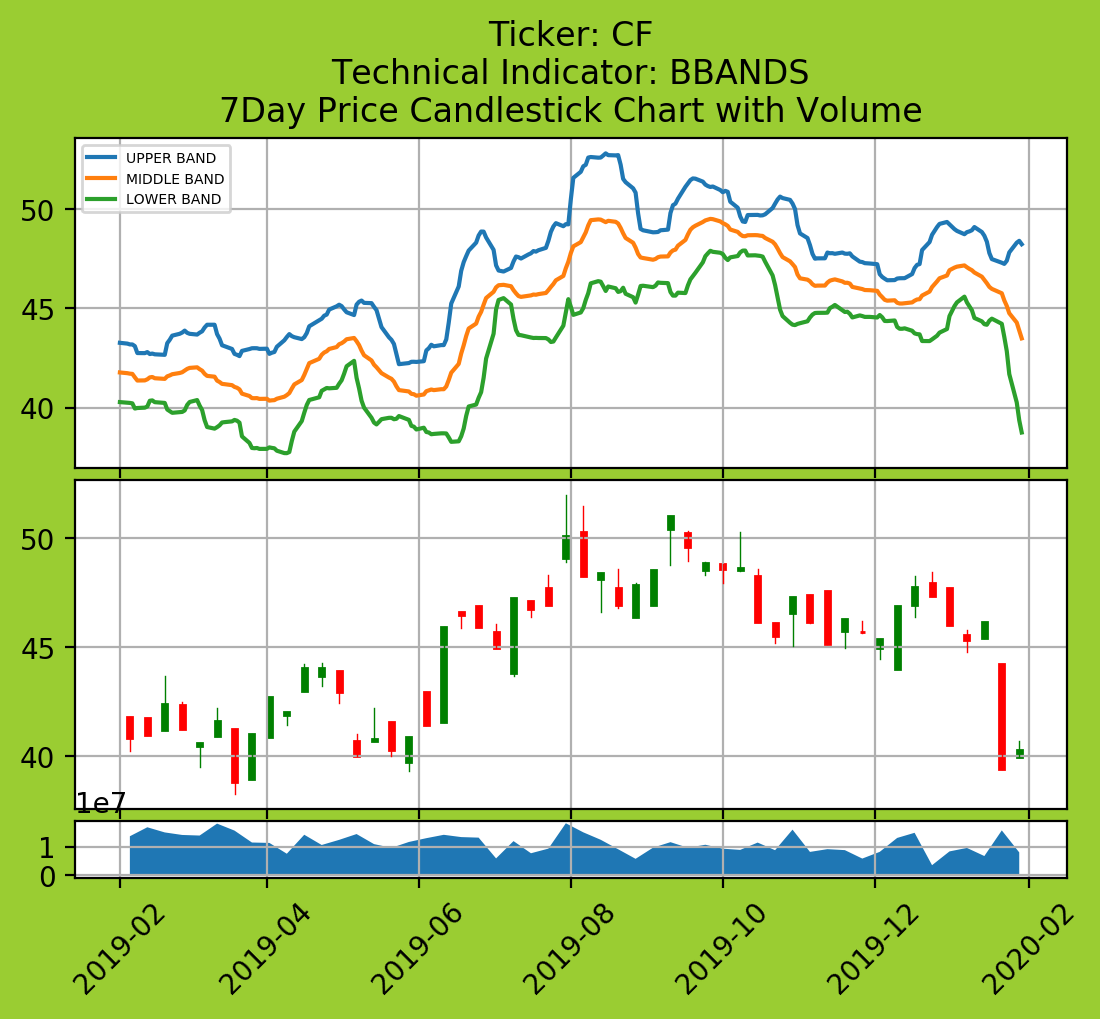 Ticker: CF
Technical Indicator: BBANDS
7Day Price Candlestick Chart with Volume
UPPER BAND
MIDDLE BAND
LOWER BAND
50
45
40
50
45
40
1e7
1
0
2019-02
2019-04
2019-06
2019-08
2019-10
2019-12
2020-02